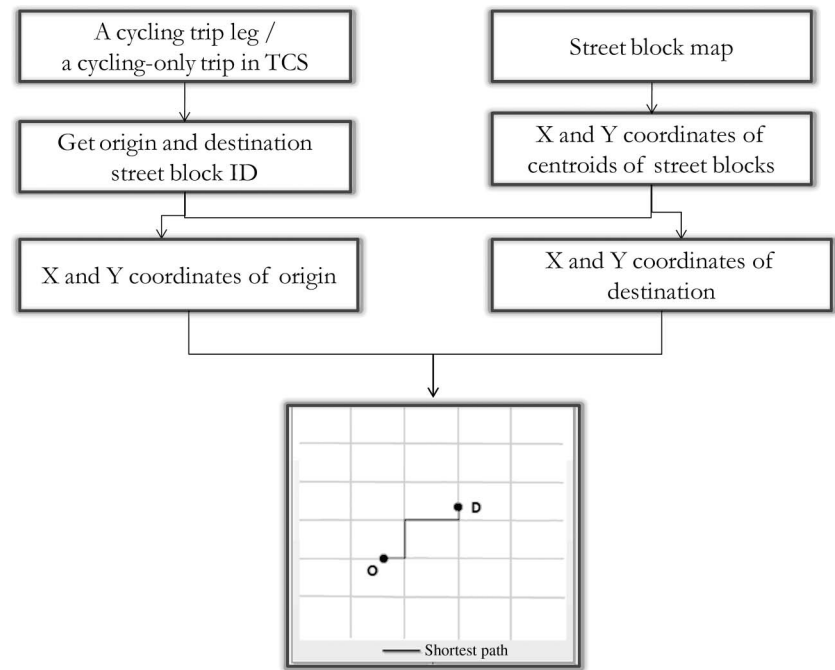 A cycling trip leg /
a cycling-only trip in TCS
Street block map
Get origin and destination
street block ID
X and Y coordinates of
centroids of street blocks
X and Y coordinates of origin
X and Y coordinates of
destination
D
O
Shortest path